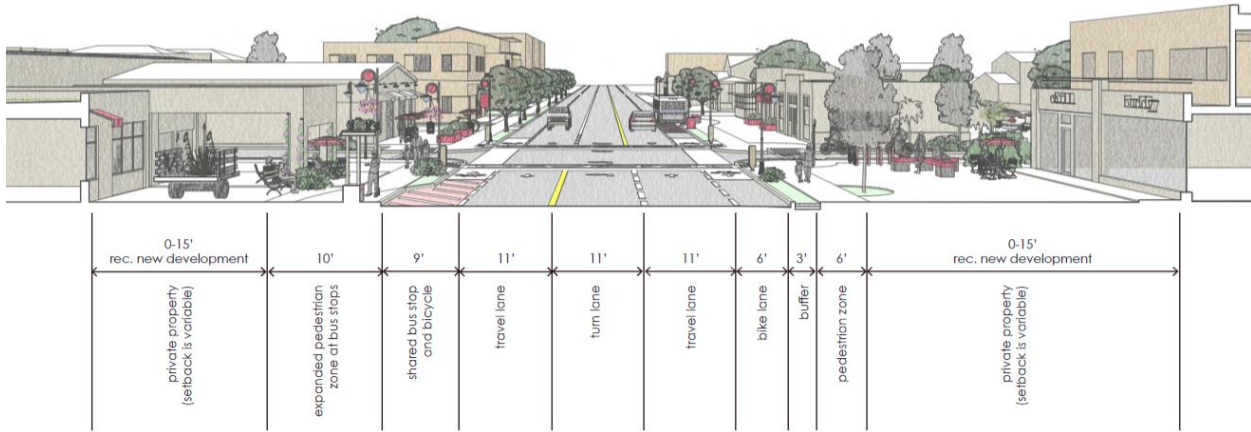 0-15'
rec. new development
10'
9'
11'
11'
11'
6'
3'
6'
0-15'
rec. new development
private property
(setback is variable)
expanded pedestrian
zone at bus stops
shared bus stop
and bicycle
travel lane
turn lane
travel lane
bike lane
buffer
pedestrian zone
private property
(setback is variable)